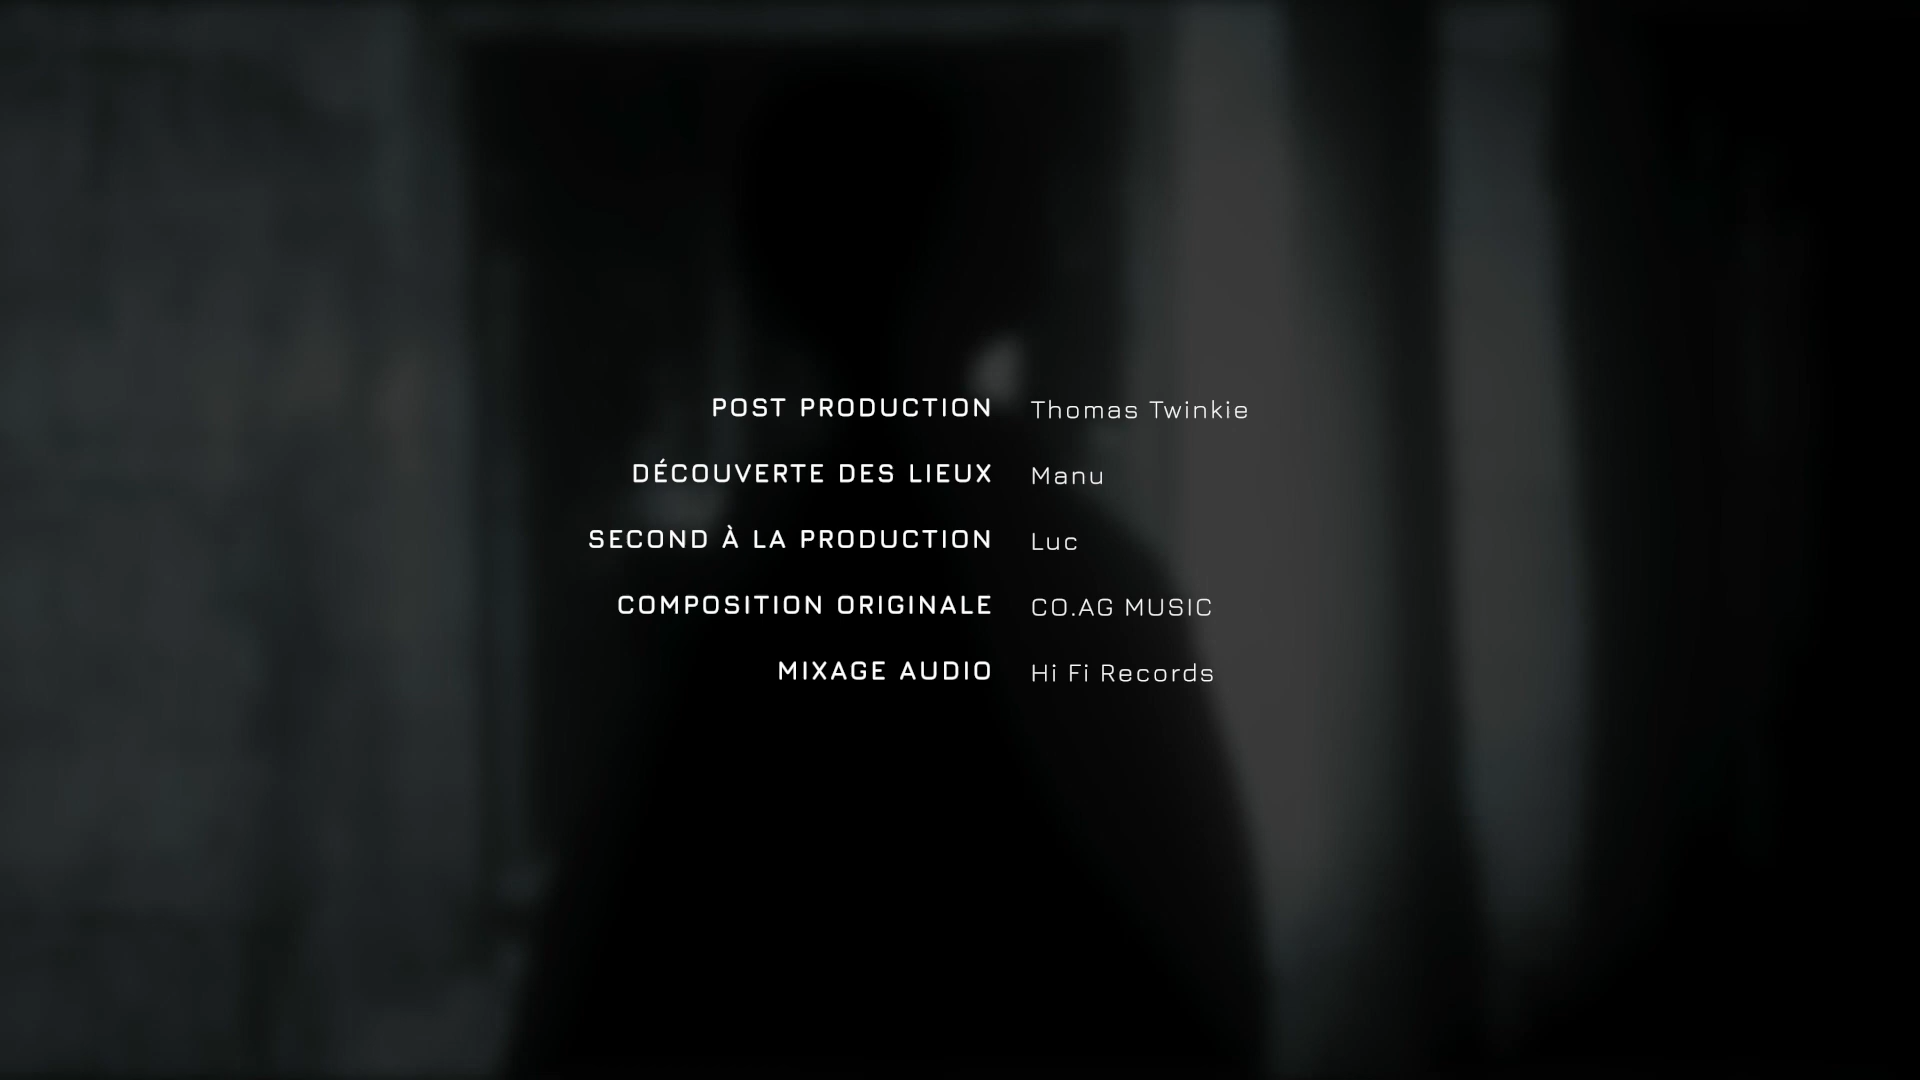 POST PRODUCTION Thomas Twinkie
DÉCOUVERTE DES LIEUX Manu
SECOND À LA PRODUCTION Luc
COMPOSITION ORIGINALE CO.AG MUSIC
MIXAGE AUDIO Hi Fi Records